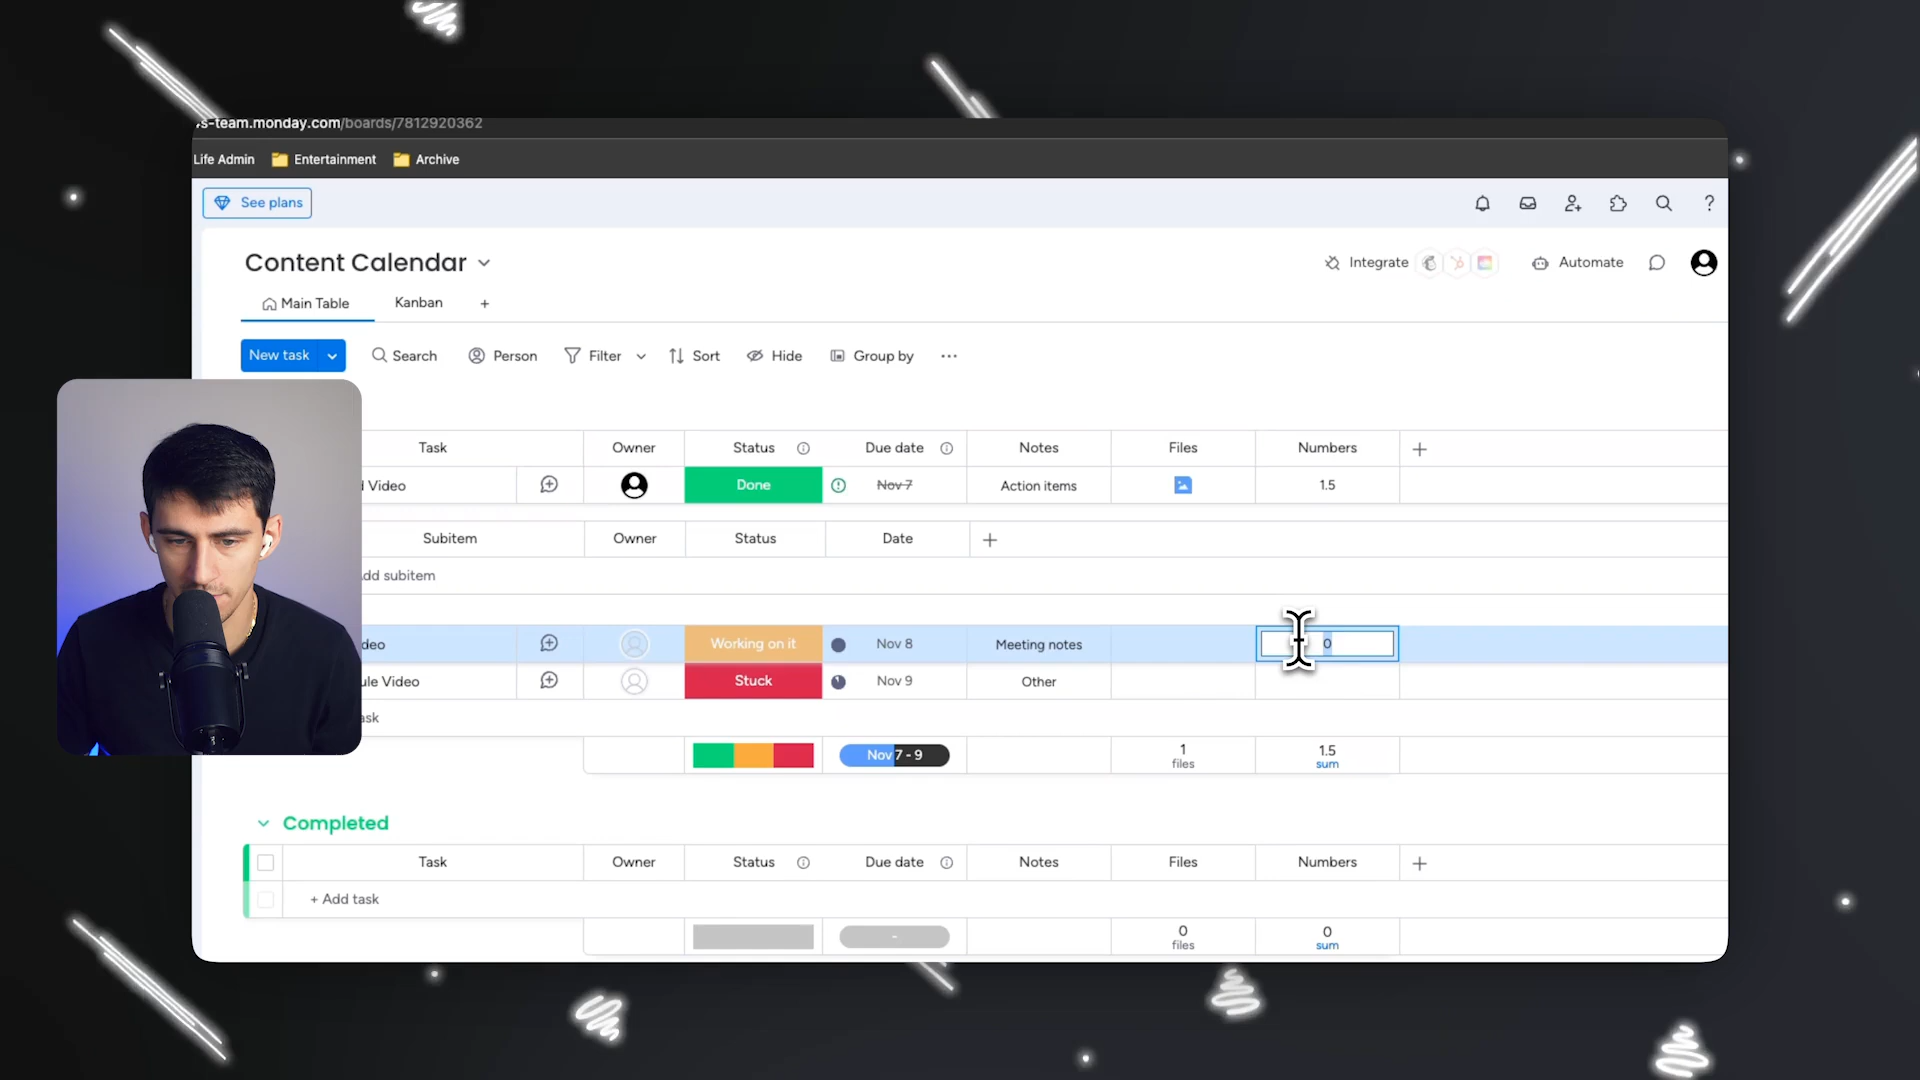 s-team.monday.com/boards/7812920362
Life Admin Entertainment Archive
See plans
Content Calendar
Integrate Automate
Main Table Kanban +
New task Search Person Filter Sort Hide Group by
Task Owner Status Due date Notes Files Numbers
Video Done Nov 7 Action items 1.5
Subitem Owner Status Date
dd subitem
deo Working on it Nov 8 Meeting notes 0
ule Video Stuck Nov 9 Other
ask
Nov 7 - 9 1 1.5
files sum
Completed
Task Owner Status Due date Notes Files Numbers
+ Add task
- 0 0
files sum